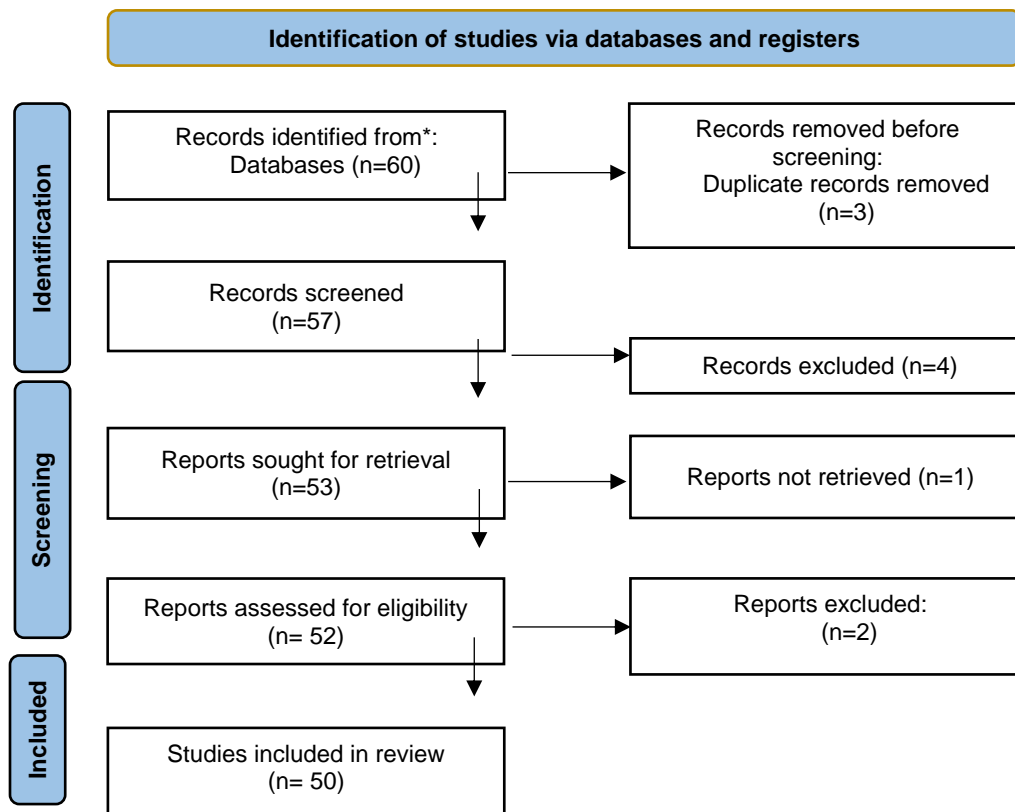 Identification of studies via databases and registers
Identification
Records identified from*:
Databases (n=60)
Records removed before
screening:
Duplicate records removed
(n=3)
Records screened
(n=57)
Records excluded (n=4)
Screening
Reports sought for retrieval
(n=53)
Reports not retrieved (n=1)
Reports assessed for eligibility
(n= 52)
Reports excluded:
(n=2)
Included
Studies included in review
(n= 50)